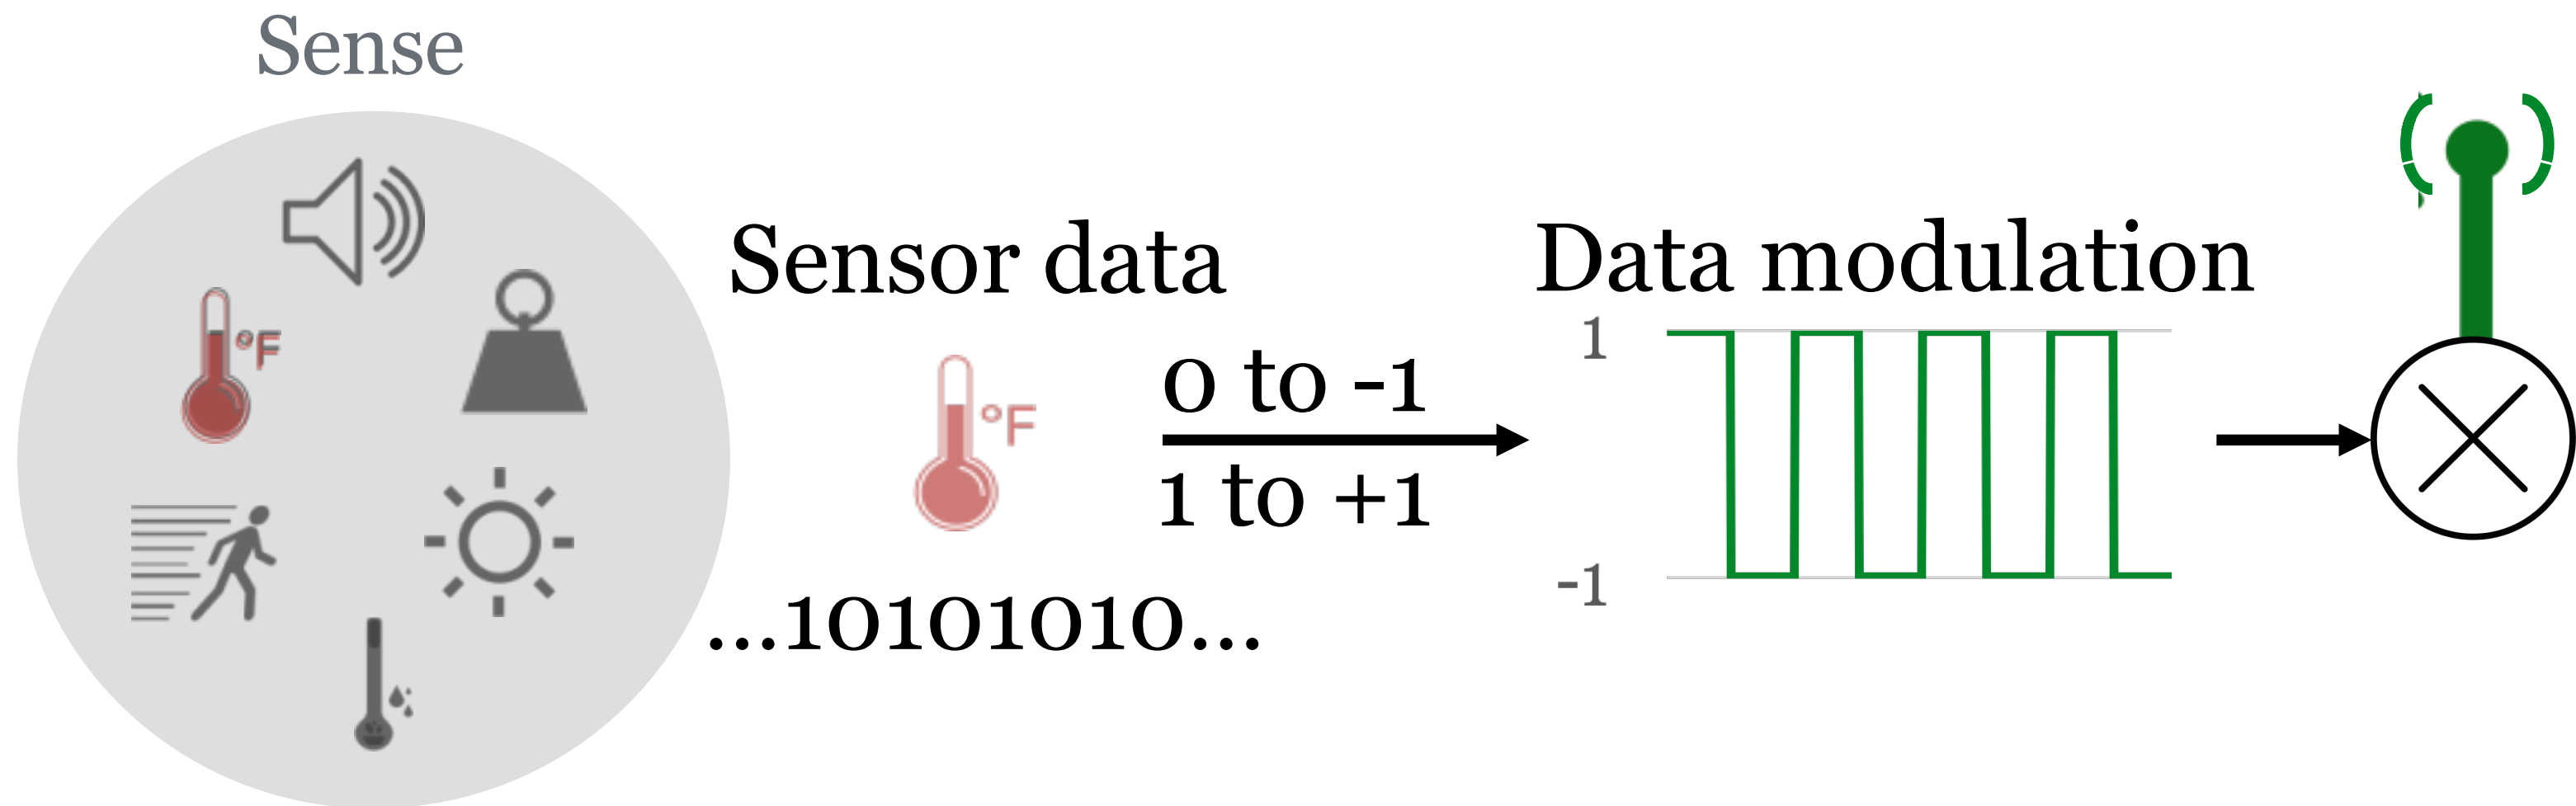 Sense
°F
Sensor data
°F
...10101010...
0 to -1
1 to +1
Data modulation
1
-1